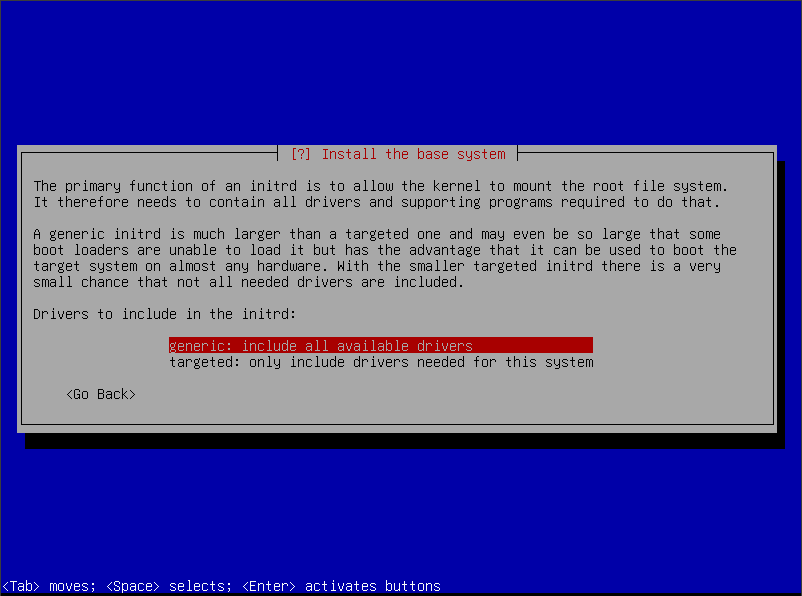 [?] Install the base system
The primary function of an initrd is to allow the kernel to mount the root file system.
It therefore needs to contain all drivers and supporting programs required to do that.
A generic initrd is much larger than a targeted one and may even be so large that some
boot loaders are unable to load it but has the advantage that it can be used to boot the
target system on almost any hardware. With the smaller targeted initrd there is a very
small chance that not all needed drivers are included.
Drivers to include in the initrd:
generic: include all available drivers
targeted: only include drivers needed for this system
<Go Back>
<Tab> moves; <Space> selects; <Enter> activates buttons